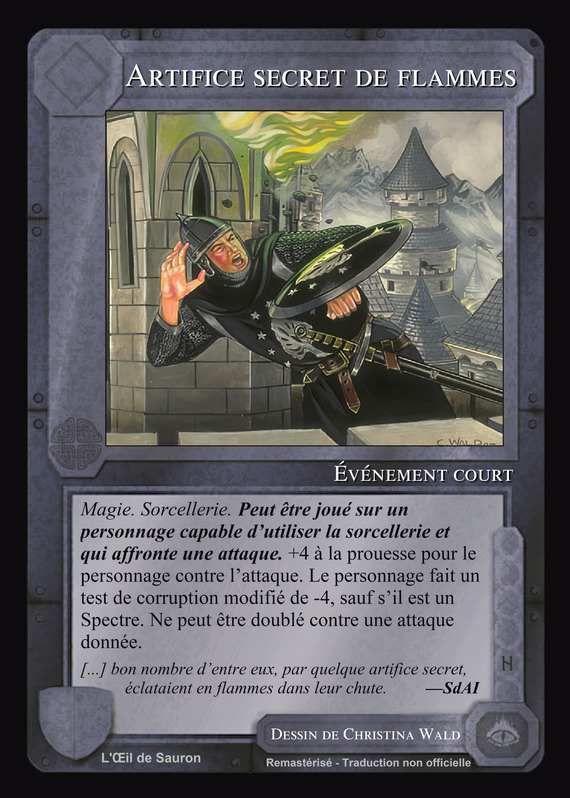 Artifice secret de flammes
C WALD 97
Événement court
Magie. Sorcellerie. Peut être joué sur un
personnage capable d'utiliser la sorcellerie et
qui affronte une attaque. +4 à la prouesse pour le
personnage contre l'attaque. Le personnage fait un
test de corruption modifié de -4, sauf s'il est un
Spectre. Ne peut être doublé contre une attaque
donnée.
[...] bon nombre d'entre eux, par quelque artifice secret,
éclataient en flammes dans leur chute. —SdAI
Dessin de Christina Wald
L'Œil de Sauron
Remastérisé - Traduction non officielle